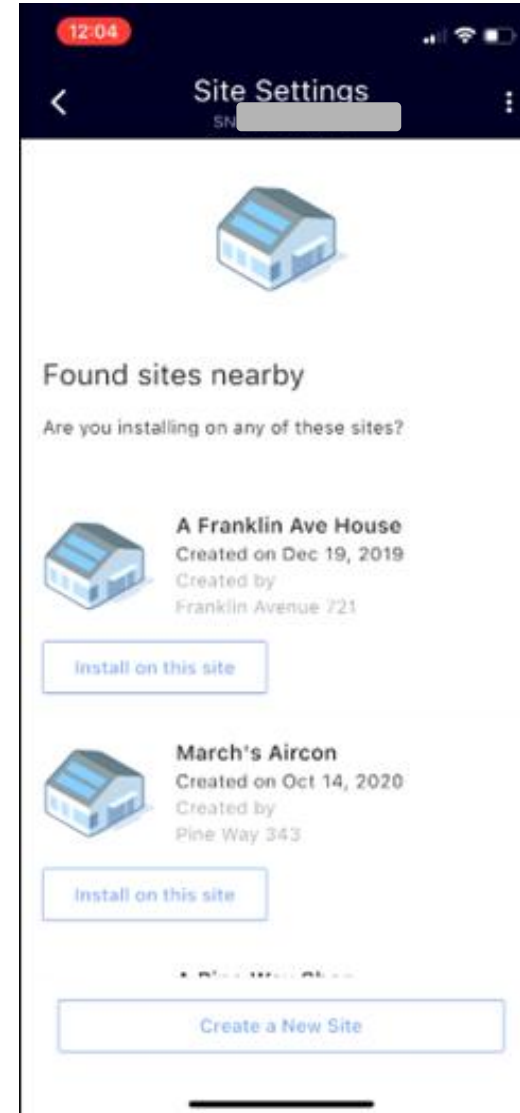 12:04
Site Settings
SN
Found sites nearby
Are you installing on any of these sites?
A Franklin Ave House
Created on Dec 19, 2019
Created by
Franklin Avenue 721
Install on this site
March's Aircon
Created on Oct 14, 2020
Created by
Pine Way 343
Install on this site
Create a New Site